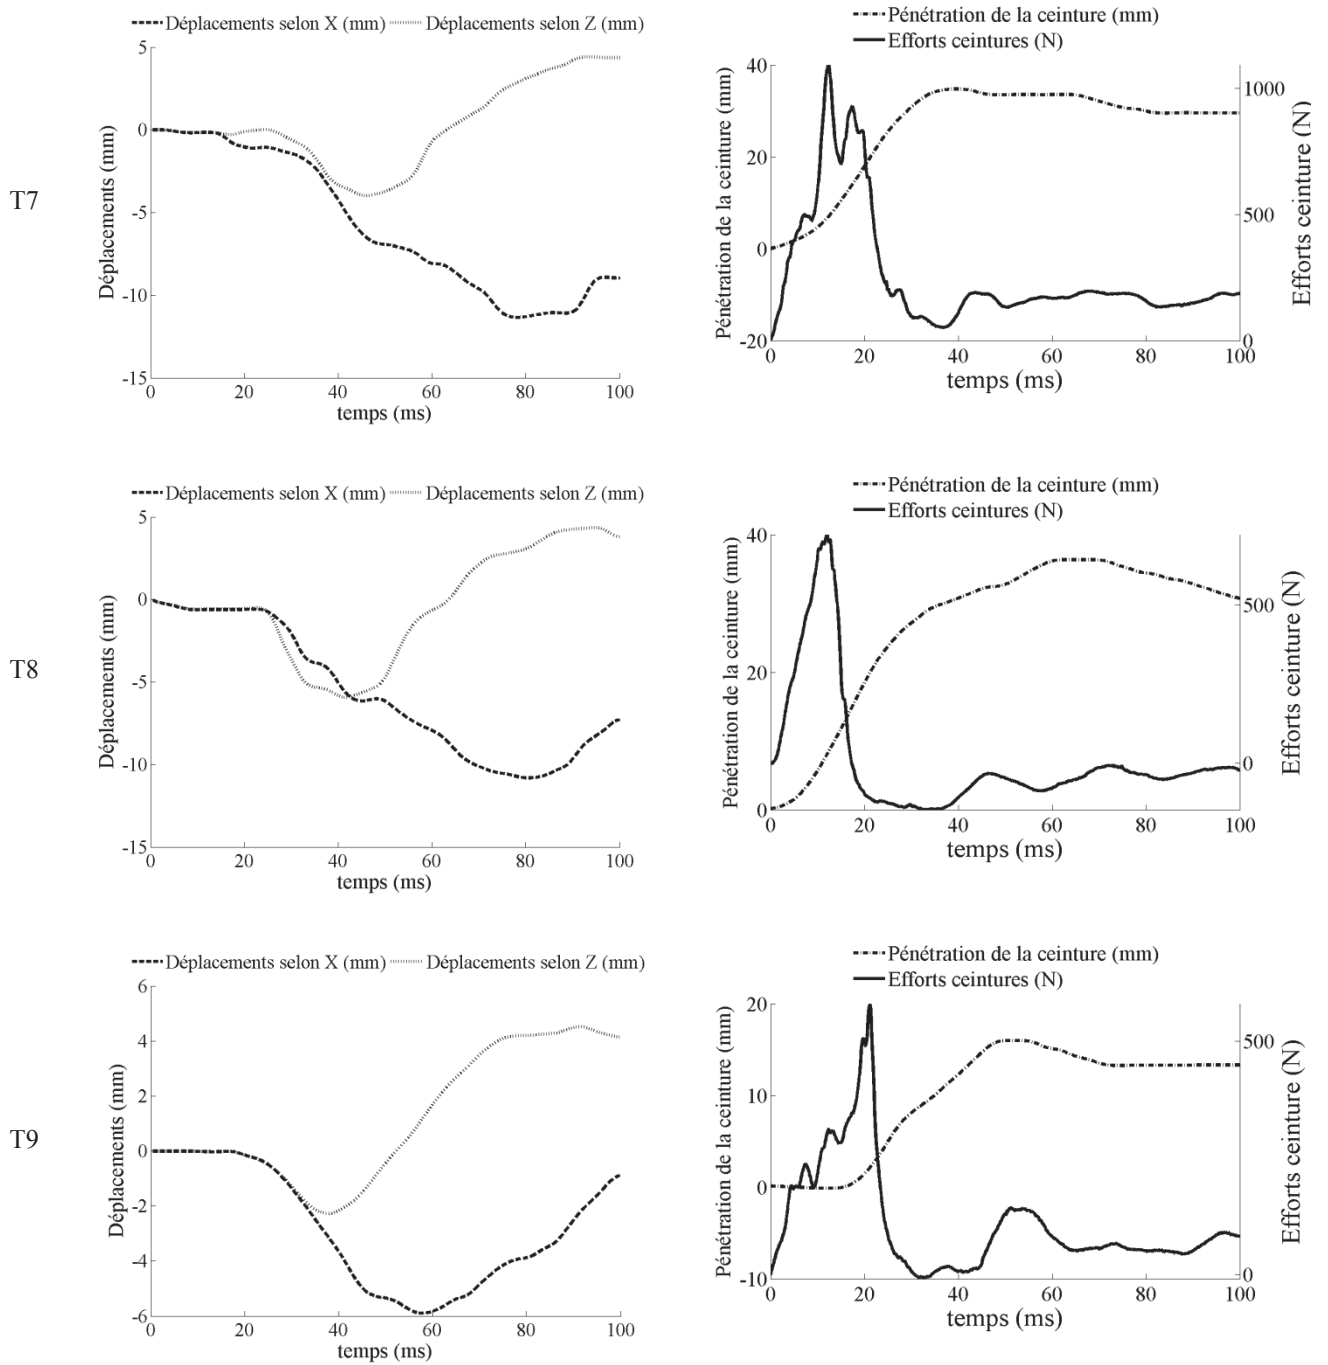 Déplacements selon X (mm) Déplacements selon Z (mm)
Pénétration de la ceinture (mm)
Efforts ceintures (N)
T7
Déplacements (mm)
5
0
-5
-10
-15
0 20 40 60 80 100
temps (ms)
Pénétration de la ceinture (mm)
40
20
0
-20
0 20 40 60 80 100
temps (ms)
1000
500
0
Efforts ceinture (N)
Déplacements selon X (mm) Déplacements selon Z (mm)
Pénétration de la ceinture (mm)
Efforts ceintures (N)
T8
Déplacements (mm)
5
0
-5
-10
-15
0 20 40 60 80 100
temps (ms)
Pénétration de la ceinture (mm)
40
30
20
10
0
0 20 40 60 80 100
temps (ms)
500
0
Efforts ceinture (N)
Déplacements selon X (mm) Déplacements selon Z (mm)
Pénétration de la ceinture (mm)
Efforts ceintures (N)
T9
Déplacements (mm)
6
4
2
0
-2
-4
-6
0 20 40 60 80 100
temps (ms)
Pénétration de la ceinture (mm)
20
10
0
-10
0 20 40 60 80 100
temps (ms)
500
0
Efforts ceinture (N)